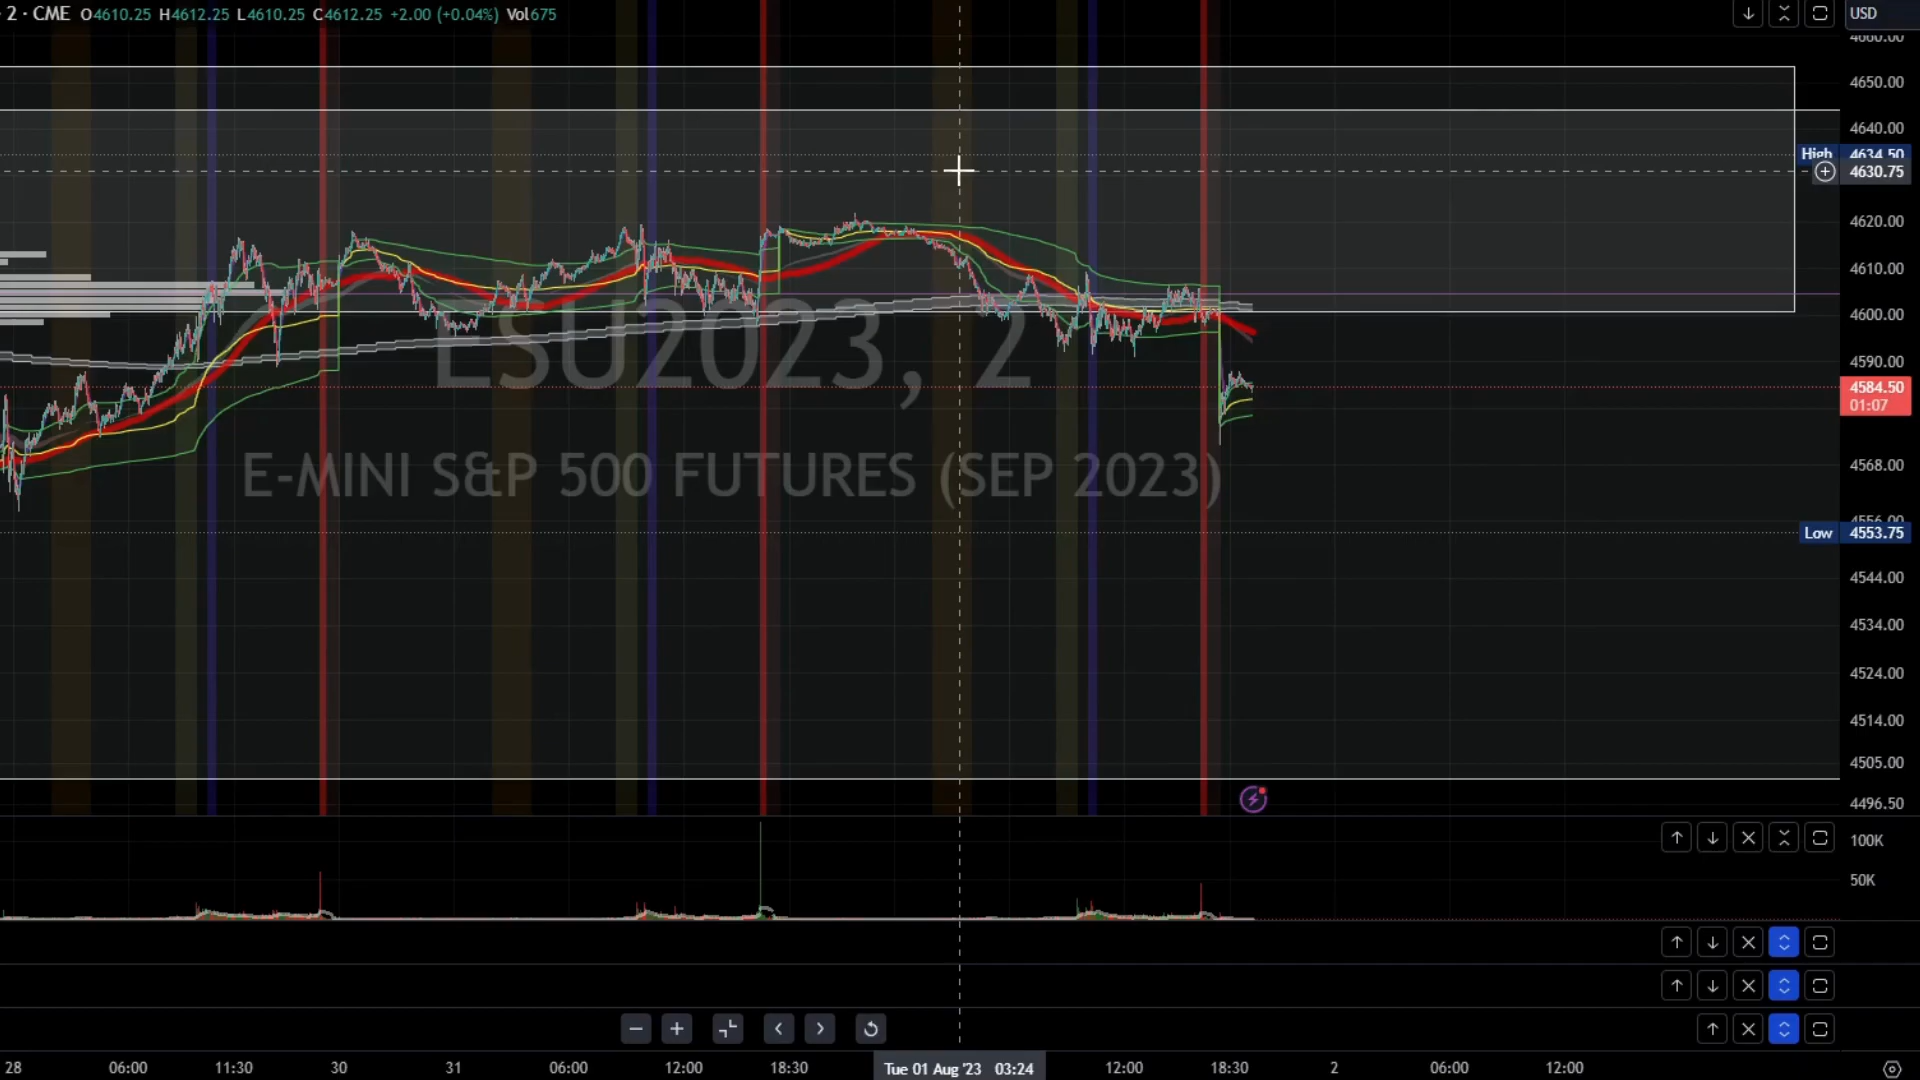 · 2 · CME O4610.25 H4612.25 L4610.25 C4612.25 +2.00 (+0.04%) Vol675
USD
4660.00
4650.00
4640.00
High 4634.50
4630.75
4620.00
4610.00
4600.00
4590.00
4584.50
01:07
4568.00
4556.00
Low 4553.75
4544.00
4534.00
4524.00
4514.00
4505.00
4496.50
ESU2023, 2
E-MINI S&P 500 FUTURES (SEP 2023)
100K
50K
28 06:00 11:30 30 31 06:00 12:00 18:30 Tue 01 Aug '23 03:24 12:00 18:30 2 06:00 12:00